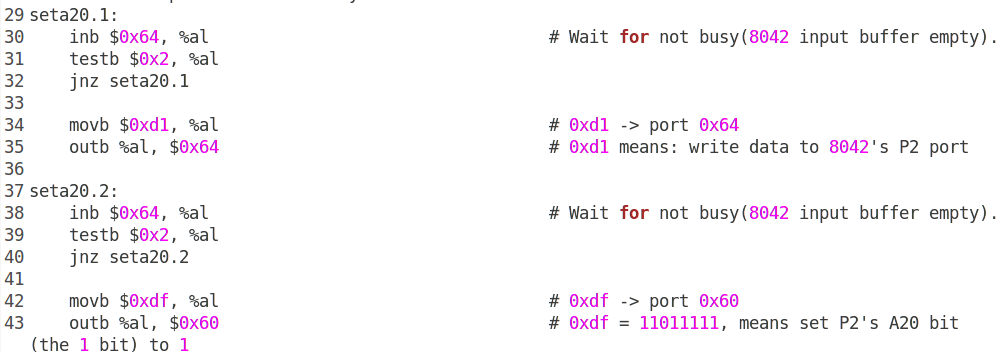 29 seta20.1:
30     inb $0x64, %al                                  # Wait for not busy(8042 input buffer empty).
31     testb $0x2, %al
32     jnz seta20.1
33
34     movb $0xd1, %al                                 # 0xd1 -> port 0x64
35     outb %al, $0x64                                 # 0xd1 means: write data to 8042's P2 port
36
37 seta20.2:
38     inb $0x64, %al                                  # Wait for not busy(8042 input buffer empty).
39     testb $0x2, %al
40     jnz seta20.2
41
42     movb $0xdf, %al                                 # 0xdf -> port 0x60
43     outb %al, $0x60                                 # 0xdf = 11011111, means set P2's A20 bit
(the 1 bit) to 1